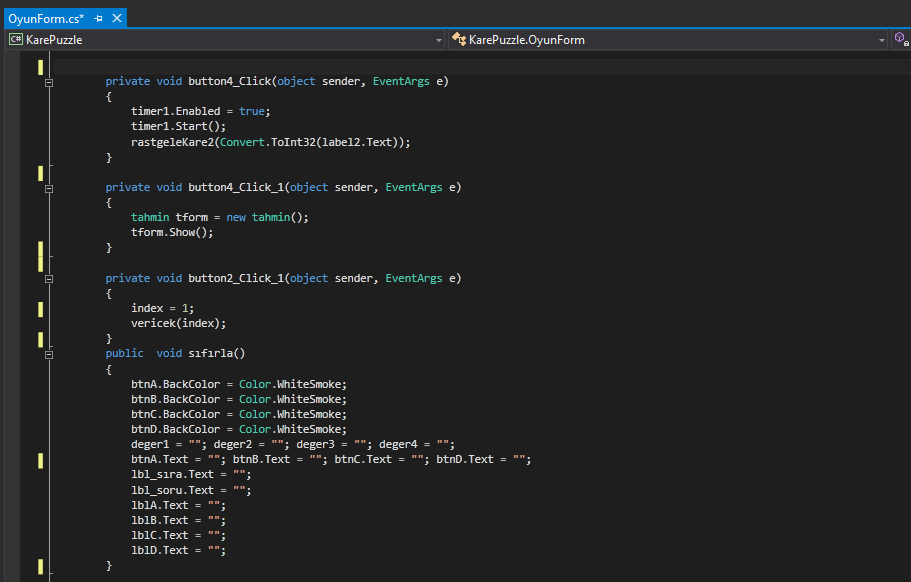 OyunForm.cs*
C# KarePuzzle KarePuzzle.OyunForm
private void button4_Click(object sender, EventArgs e)
{
timer1.Enabled = true;
timer1.Start();
rastgeleKare2(Convert.ToInt32(label2.Text));
}
private void button4_Click_1(object sender, EventArgs e)
{
tahmin tform = new tahmin();
tform.Show();
}
private void button2_Click_1(object sender, EventArgs e)
{
index = 1;
vericek(index);
}
public  void sıfırla()
{
btnA.BackColor = Color.WhiteSmoke;
btnB.BackColor = Color.WhiteSmoke;
btnC.BackColor = Color.WhiteSmoke;
btnD.BackColor = Color.WhiteSmoke;
deger1 = ""; deger2 = ""; deger3 = ""; deger4 = "";
btnA.Text = ""; btnB.Text = ""; btnC.Text = ""; btnD.Text = "";
lbl_sıra.Text = "";
lbl_soru.Text = "";
lblA.Text = "";
lblB.Text = "";
lblC.Text = "";
lblD.Text = "";
}